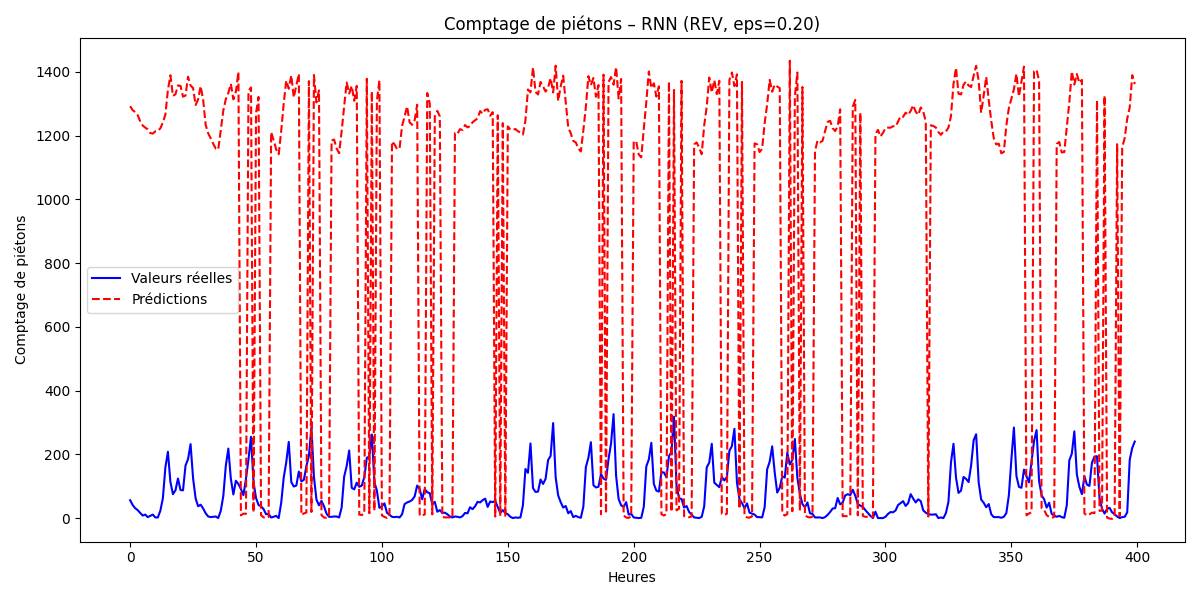 Comptage de piétons – RNN (REV, eps=0.20)
Comptage de piétons
1400
1200
1000
800
600
400
200
0
Valeurs réelles
Prédictions
0 50 100 150 200 250 300 350 400
Heures